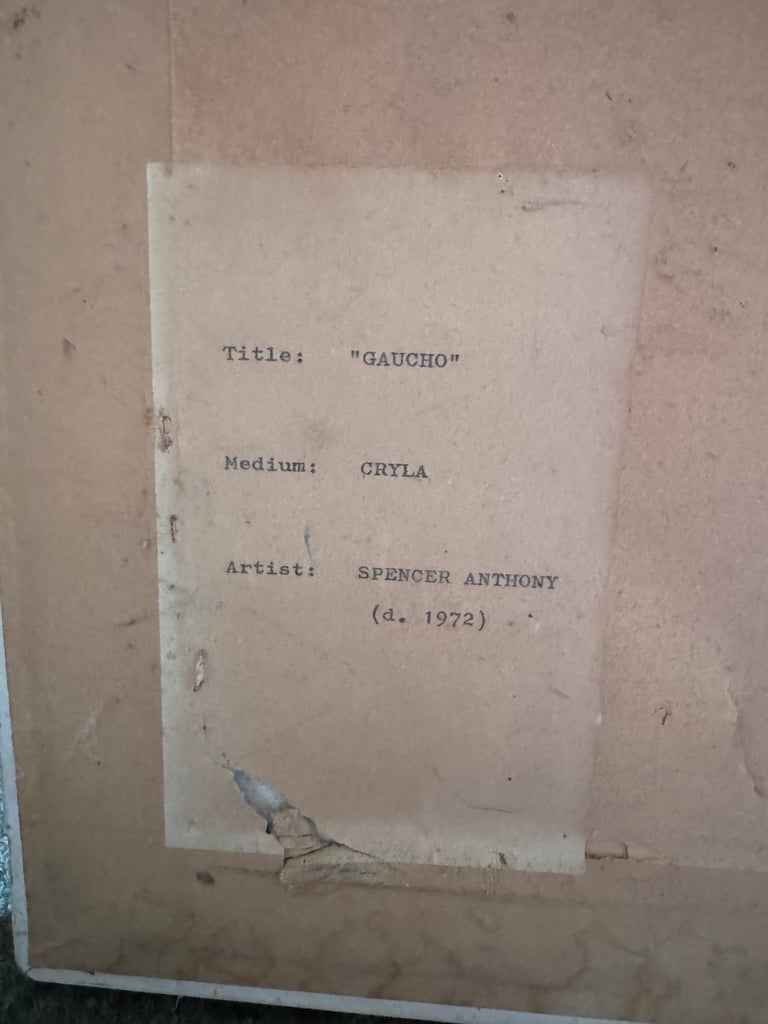 Title: "GAUCHO"
Medium: CRYLA
Artist: SPENCER ANTHONY
(d. 1972)